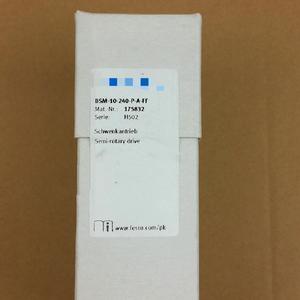 DSM-10-240-P-A-FF
Mat.-Nr.: 175832
Serie: H502
Schwenkantrieb
Semi-rotary drive
www.festo.com/pk